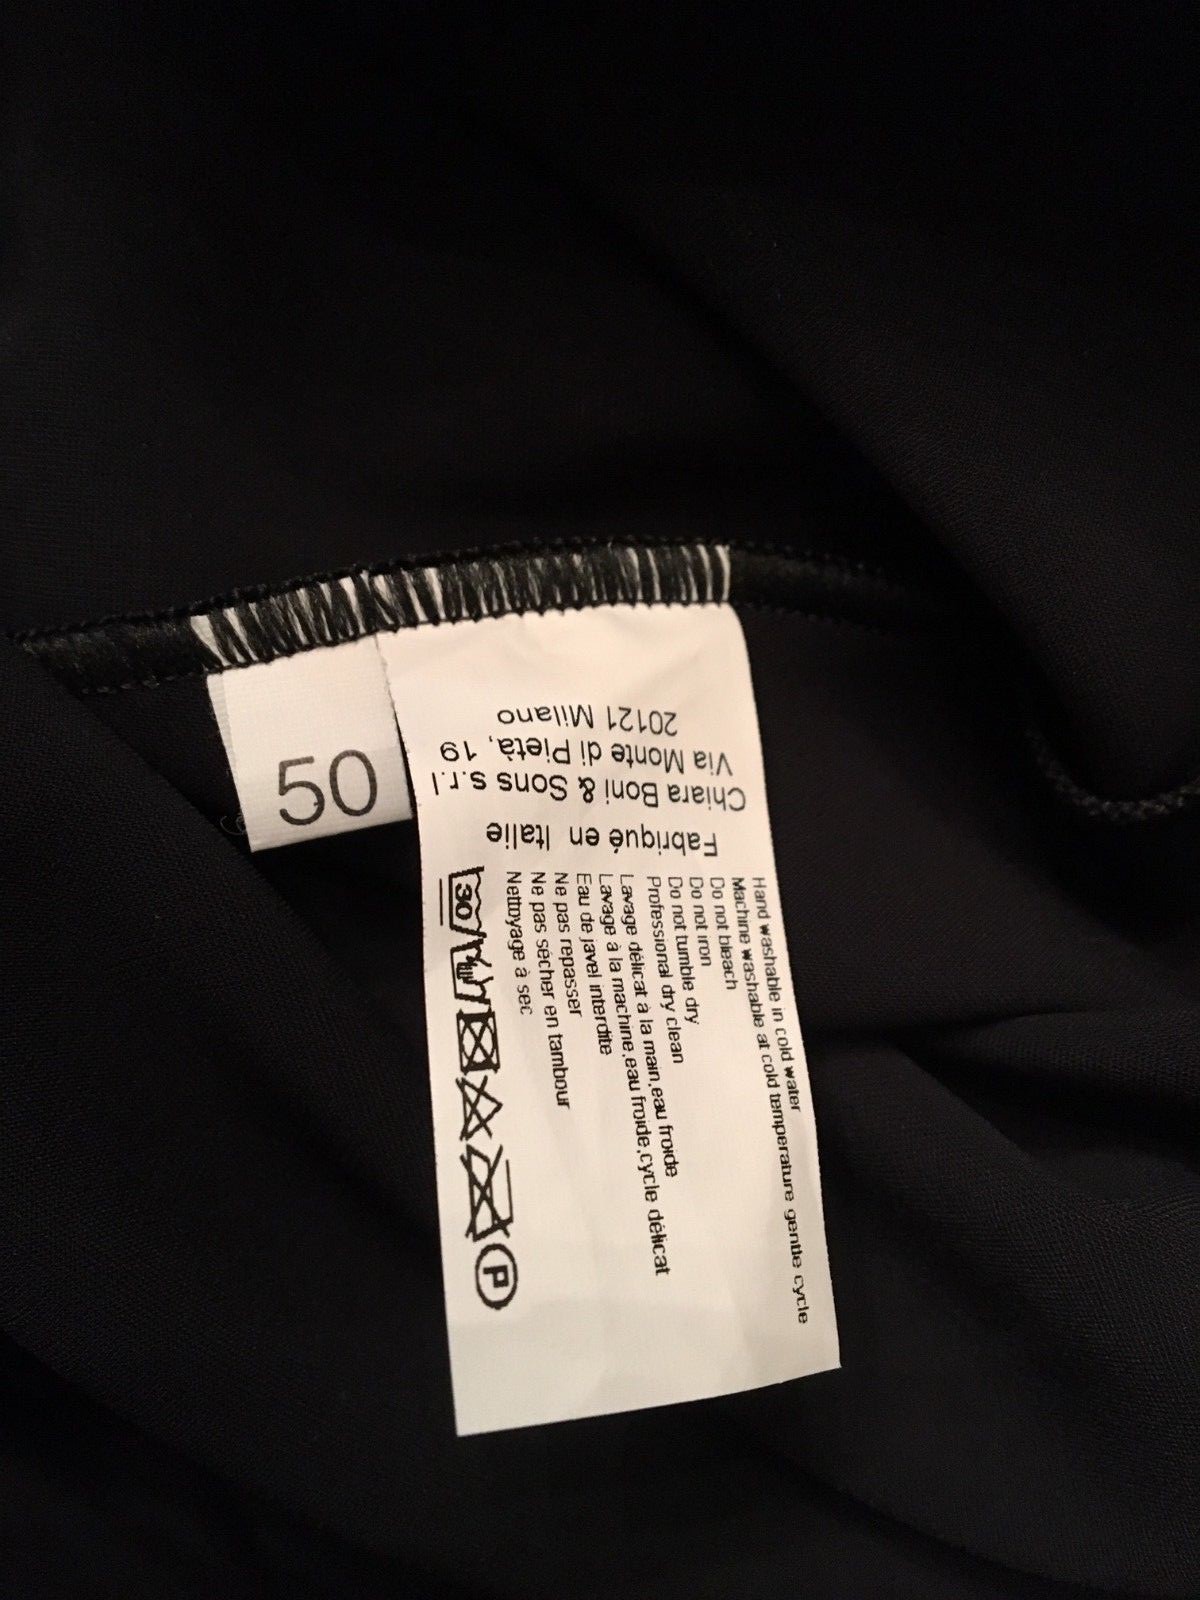 50
Fabriqué en Italie
Chiara Boni & Sons s.r.l
Via Monte di Pietà, 19
20121 Milano
Hand washable in cold water
Machine washable at cold temperature gentle cycle
Do not bleach
Do not iron
Do not tumble dry
Professional dry clean
Lavage délicat à la main,eau froide
Lavage à la machine,eau froide,cycle délicat
Eau de javel interdite
Ne pas repasser
Ne pas sécher en tambour
Nettoyage à sec
30
P